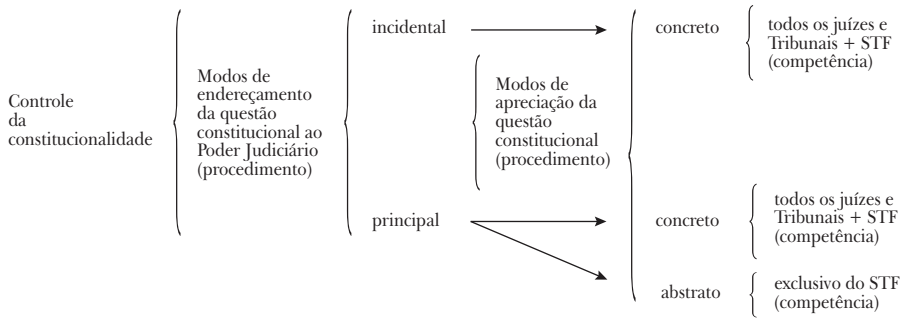 Controle
da
constitucionalidade
Modos de
endereçamento
da questão
constitucional ao
Poder Judiciário
(procedimento)
incidental
principal
Modos de
apreciação da
questão
constitucional
(procedimento)
concreto
todos os juízes e
Tribunais + STF
(competência)
concreto
todos os juízes e
Tribunais + STF
(competência)
abstrato
exclusivo do STF
(competência)